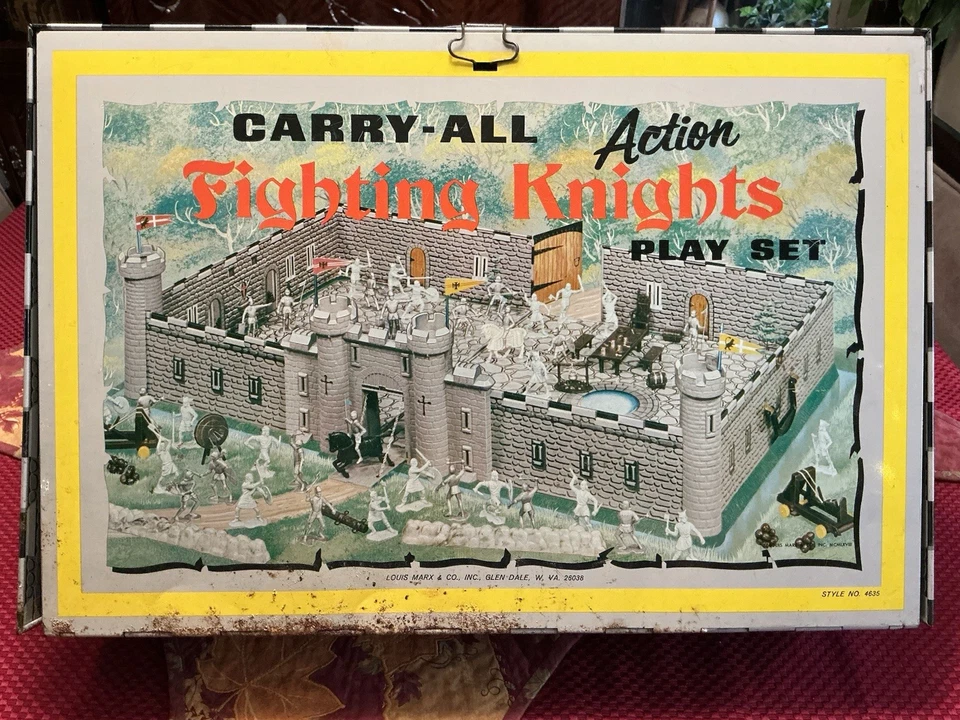 CARRY-ALL Action
Fighting Knights
PLAY SET
LOUIS MARX & CO., INC., GLEN DALE, W. VA. 26038
STYLE NO. 4635